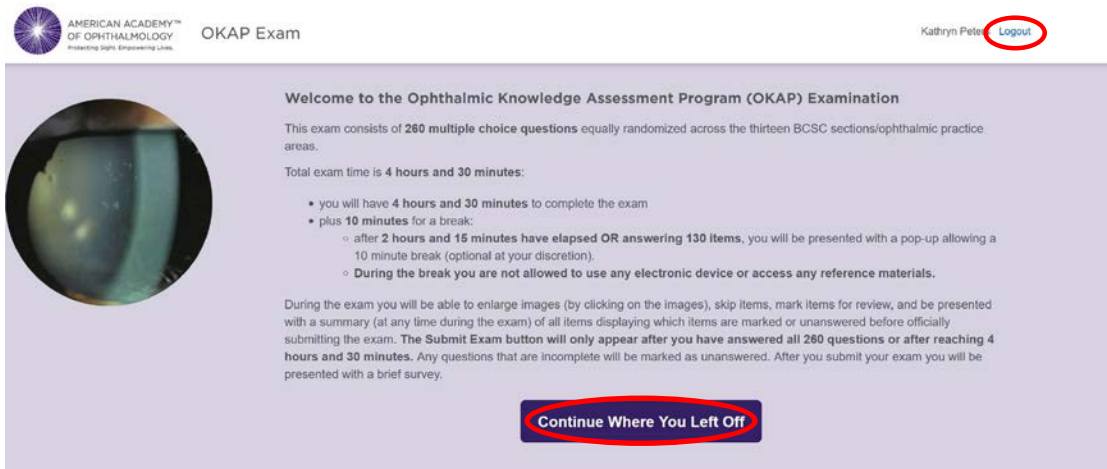 AMERICAN ACADEMY™
OF OPHTHALMOLOGY
Protecting Sight. Empowering Lives.
OKAP Exam
Kathryn Logout
Welcome to the Ophthalmic Knowledge Assessment Program (OKAP) Examination
This exam consists of 260 multiple choice questions equally randomized across the thirteen BCSC sections/ophthalmic practice
areas.
Total exam time is 4 hours and 30 minutes:
• you will have 4 hours and 30 minutes to complete the exam
• plus 10 minutes for a break:
○ after 2 hours and 15 minutes have elapsed OR answering 130 items, you will be presented with a pop-up allowing a
10 minute break (optional at your discretion).
○ During the break you are not allowed to use any electronic device or access any reference materials.
During the exam you will be able to enlarge images (by clicking on the images), skip items, mark items for review, and be presented
with a summary (at any time during the exam) of all items displaying which items are marked or unanswered before officially
submitting the exam. The Submit Exam button will only appear after you have answered all 260 questions or after reaching 4
hours and 30 minutes. Any questions that are incomplete will be marked as unanswered. After you submit your exam you will be
presented with a brief survey.
Continue Where You Left Off